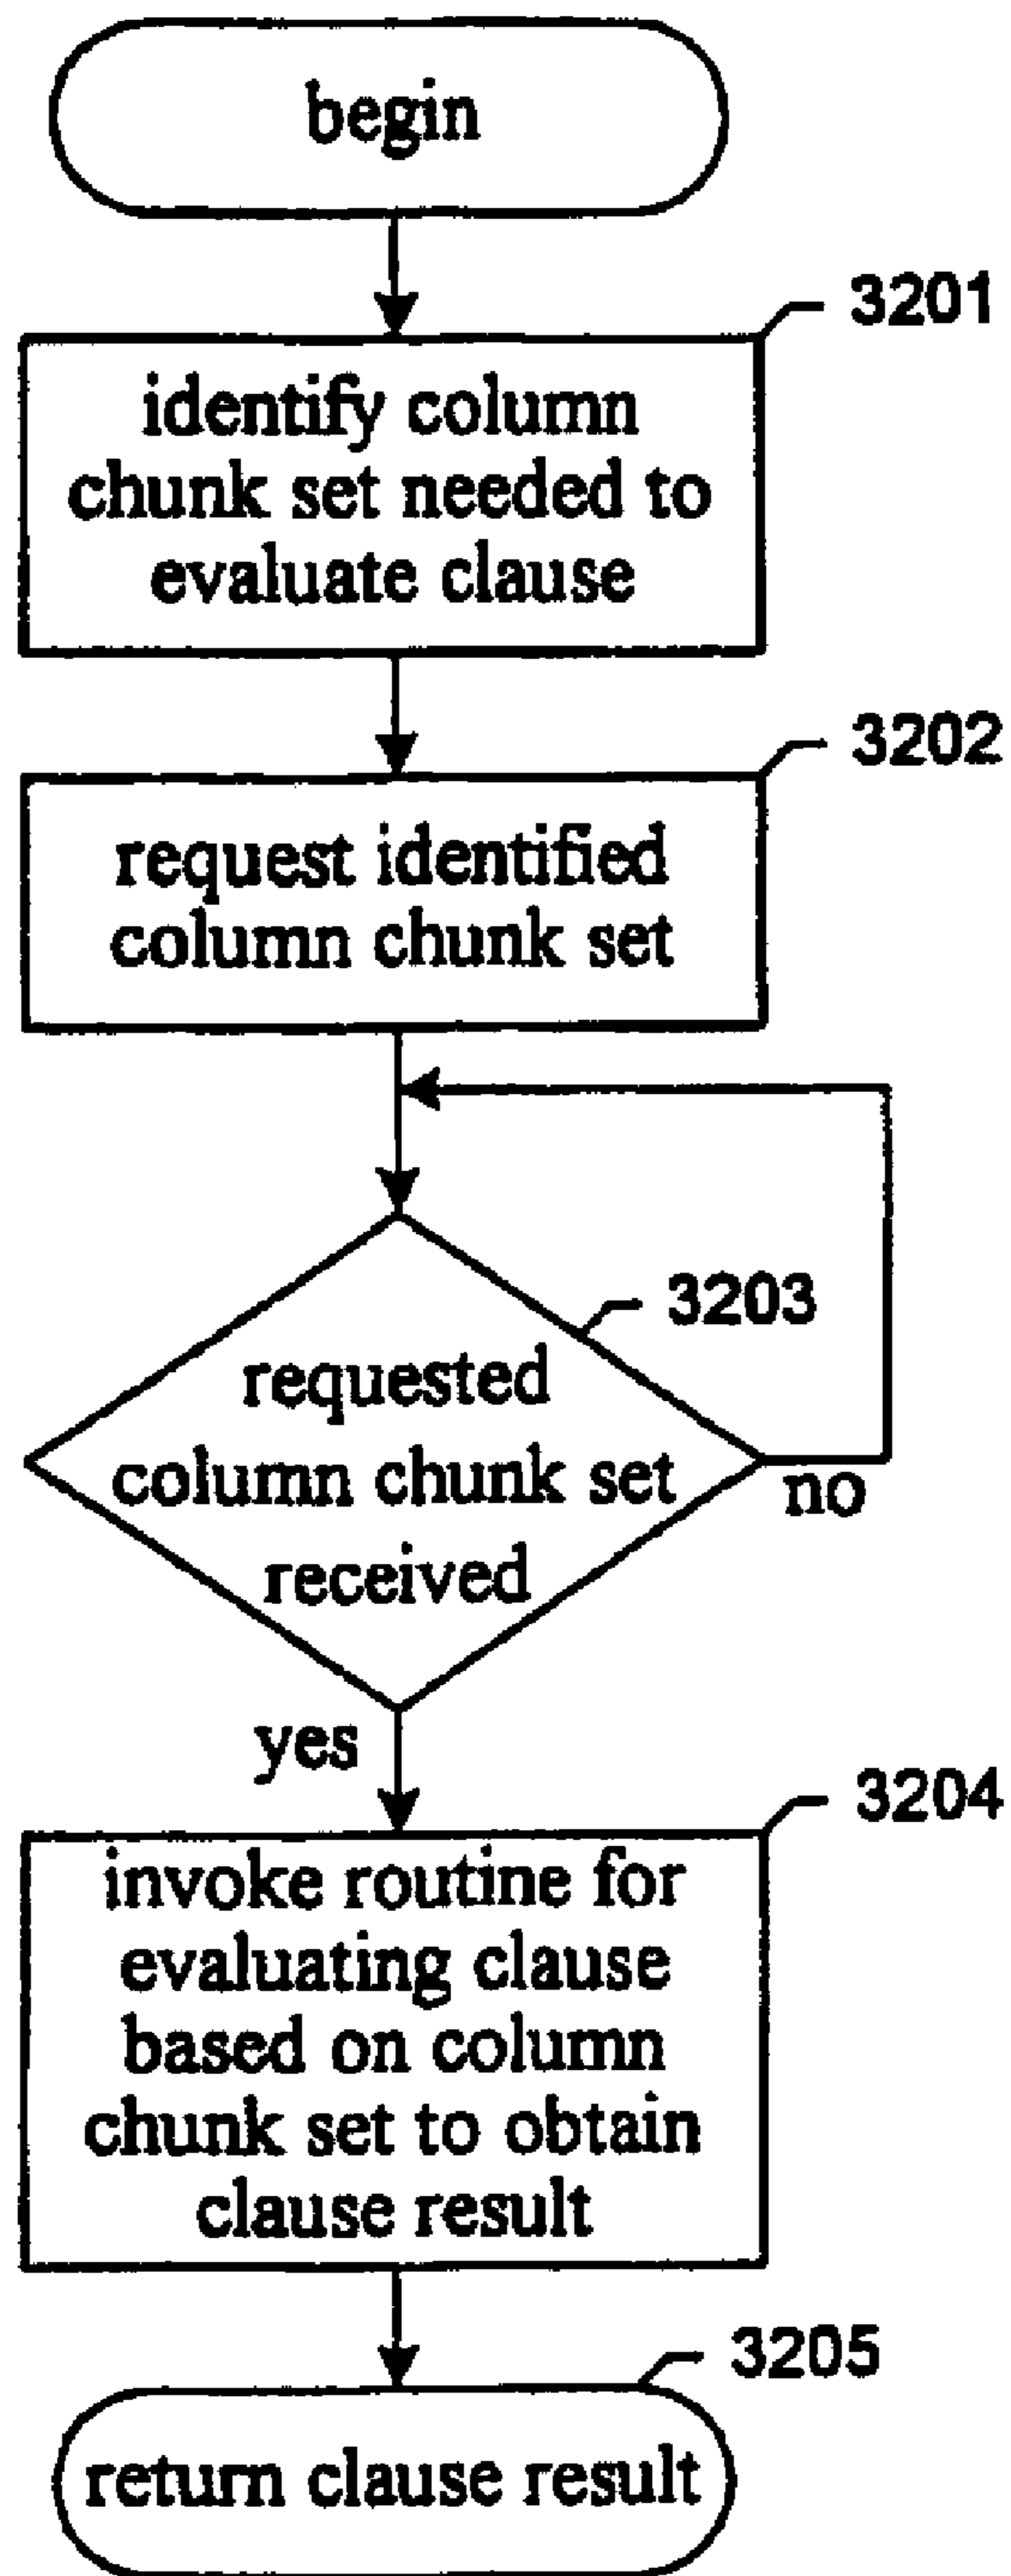 begin
3201
identify column
chunk set needed to
evaluate clause
3202
request identified
column chunk set
3203
requested
column chunk set
received
no
yes
3204
invoke routine for
evaluating clause
based on column
chunk set to obtain
clause result
3205
return clause result